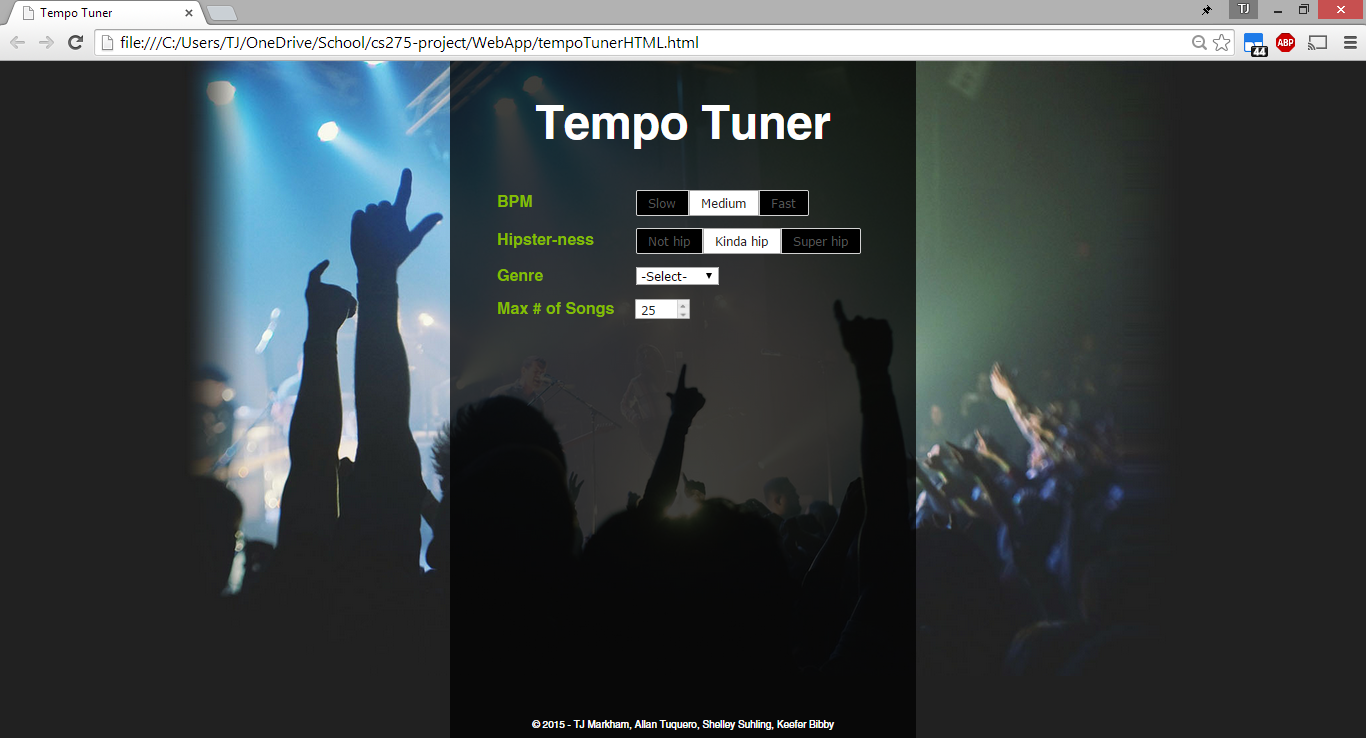 Tempo Tuner
TJ
file:///C:/Users/TJ/OneDrive/School/cs275-project/WebApp/tempoTunerHTML.html
44
ABP
Tempo Tuner
BPM Slow Medium Fast
Hipster-ness Not hip Kinda hip Super hip
Genre -Select-
Max # of Songs 25
© 2015 - TJ Markham, Allan Tuquero, Shelley Suhling, Keefer Bibby